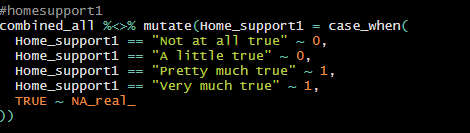 #homesupport1
combined_all %<>% mutate(Home_support1 = case_when(
  Home_support1 == "Not at all true" ~ 0,
  Home_support1 == "A little true" ~ 0,
  Home_support1 == "Pretty much true" ~ 1,
  Home_support1 == "Very much true" ~ 1,
  TRUE ~ NA_real_
))